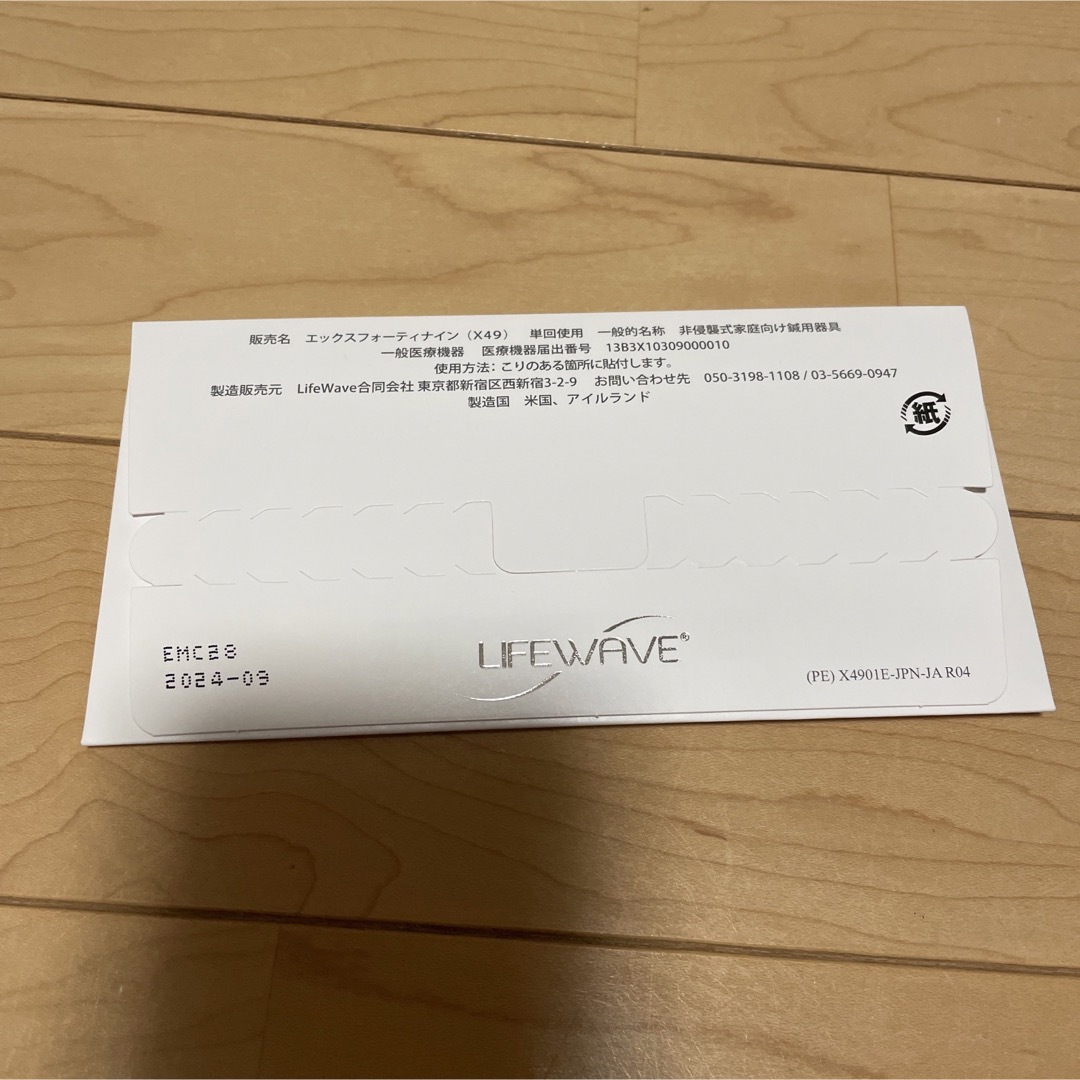 販売名　エックスフォーティナイン（X49）　単回使用　一般的名称　非侵襲式家庭向け鍼用器具
一般医療機器　医療機器届出番号　13B3X10309000010
使用方法：こりのある箇所に貼付します。
製造販売元　LifeWave合同会社 東京都新宿区西新宿3-2-9　お問い合わせ先　050-3198-1108 / 03-5669-0947
製造国　米国、アイルランド
紙
EMC28
2024-09
LIFEWAVE®
(PE) X4901E-JPN-JA R04